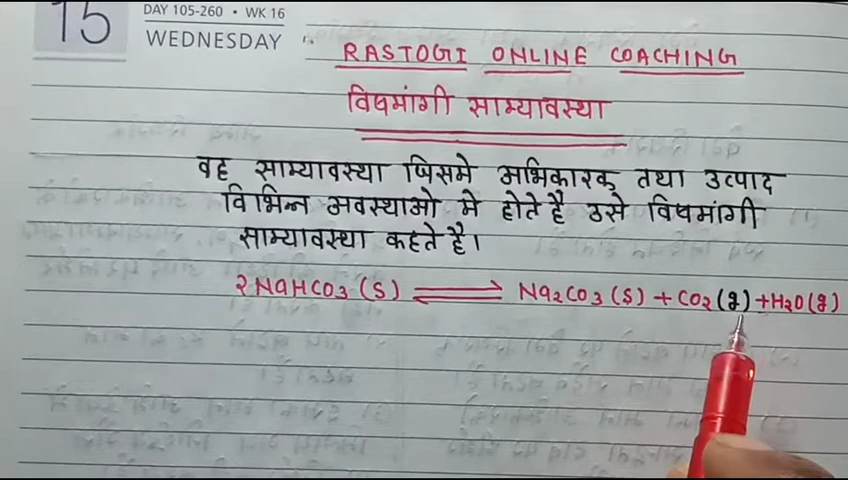 15
DAY 105-260 • WK 16
WEDNESDAY
RASTOGI ONLINE COACHING
विषमांगी साम्यावस्था
वह साम्यावस्था जिसमे अभिकारक तथा उत्पाद
विभिन्न अवस्थाओ मे होते है उसे विषमांगी
साम्यावस्था कहते है।
2NaHCO3 (S) ⇌ Na2CO3 (S) + CO2 (g) + H2O (g)